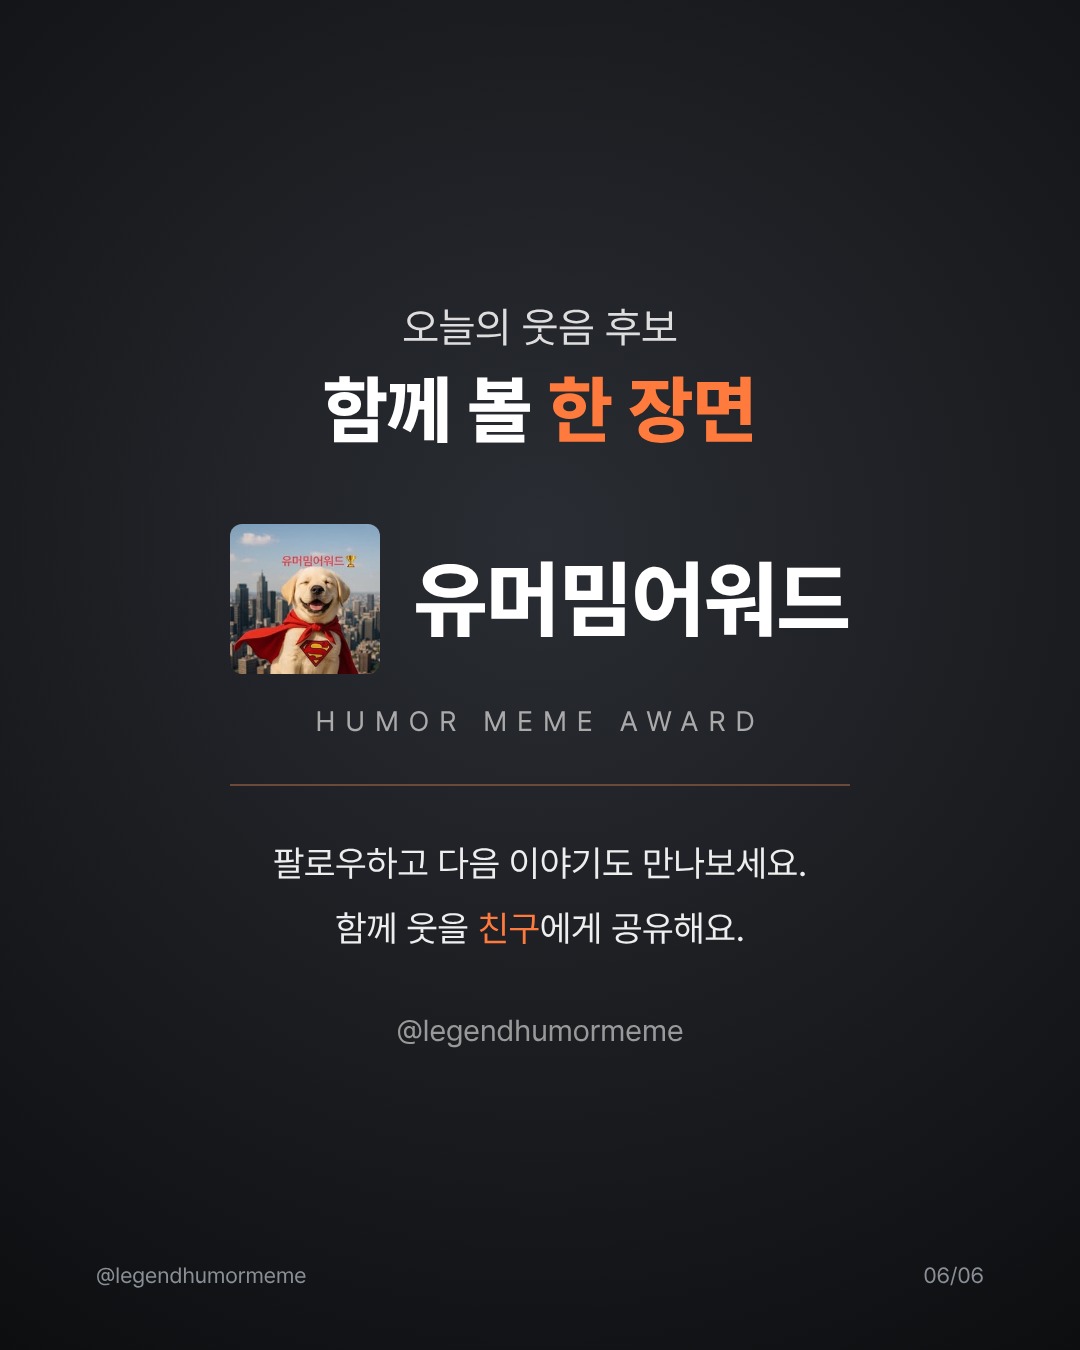 오늘의 웃음 후보
함께 볼 한 장면
유머밈어워드🏆
유머밈어워드
HUMOR MEME AWARD
팔로우하고 다음 이야기도 만나보세요.
함께 웃을 친구에게 공유해요.
@legendhumormeme
@legendhumormeme
06/06